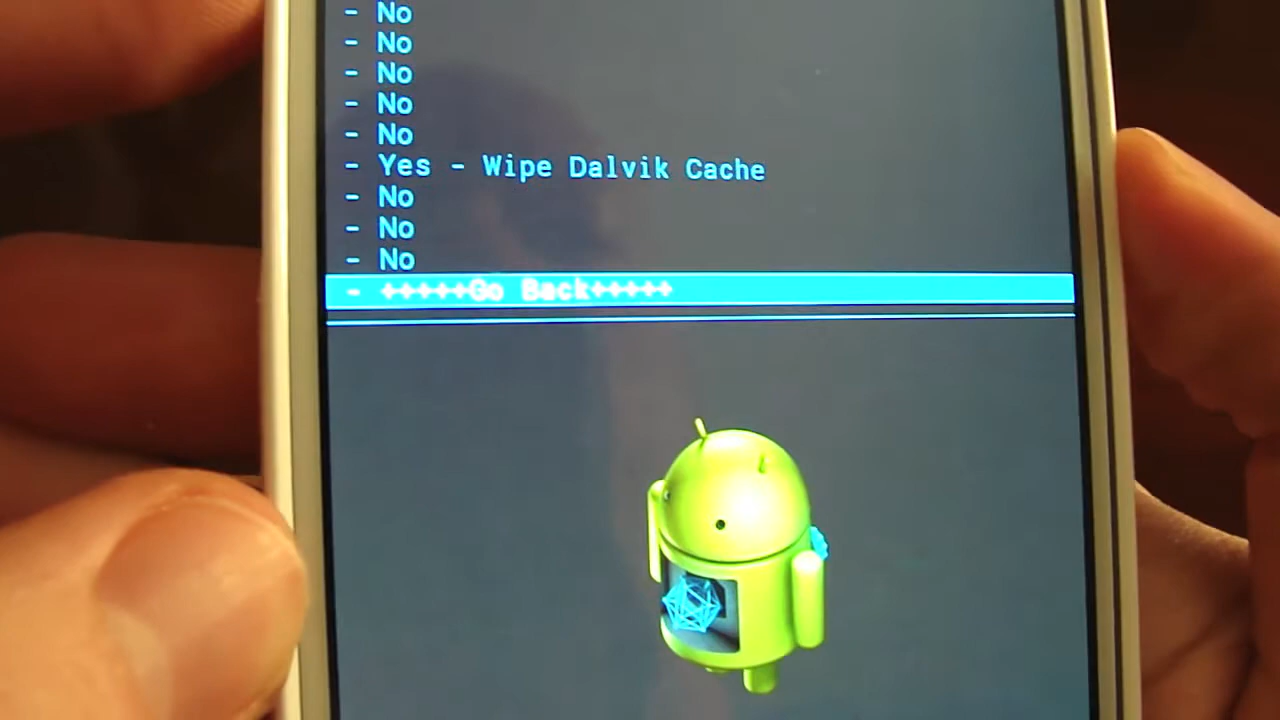 - No
- No
- No
- No
- No
- Yes - Wipe Dalvik Cache
- No
- No
- No
- +++++Go Back+++++